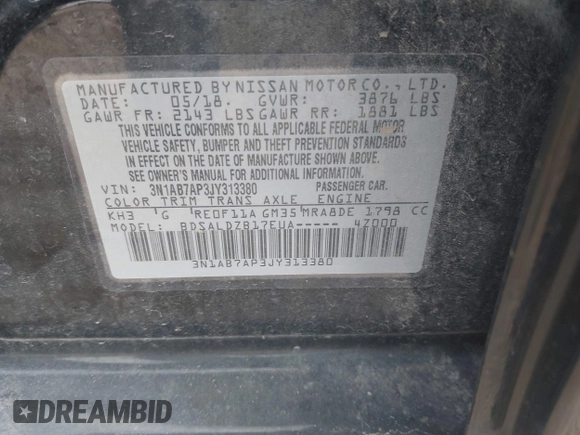 MANUFACTURED BY NISSAN MOTOR CO., LTD.
DATE: 05/18. GVWR: 3876 LBS
GAWR FR: 2143 LBS GAWR RR: 1881 LBS
THIS VEHICLE CONFORMS TO ALL APPLICABLE FEDERAL MOTOR
VEHICLE SAFETY, BUMPER AND THEFT PREVENTION STANDARDS
IN EFFECT ON THE DATE OF MANUFACTURE SHOWN ABOVE.
SEE OWNER'S MANUAL FOR ADDITIONAL INFORMATION.
VIN: 3N1AB7AP3JY313380 PASSENGER CAR.
COLOR TRIM TRANS AXLE ENGINE
KH3 G RE0F11A GM35 MRA8DE 1798 CC
MODEL: BDSALDZB17EUA----- 4Z000
3N1AB7AP3JY313380
DREAMBID